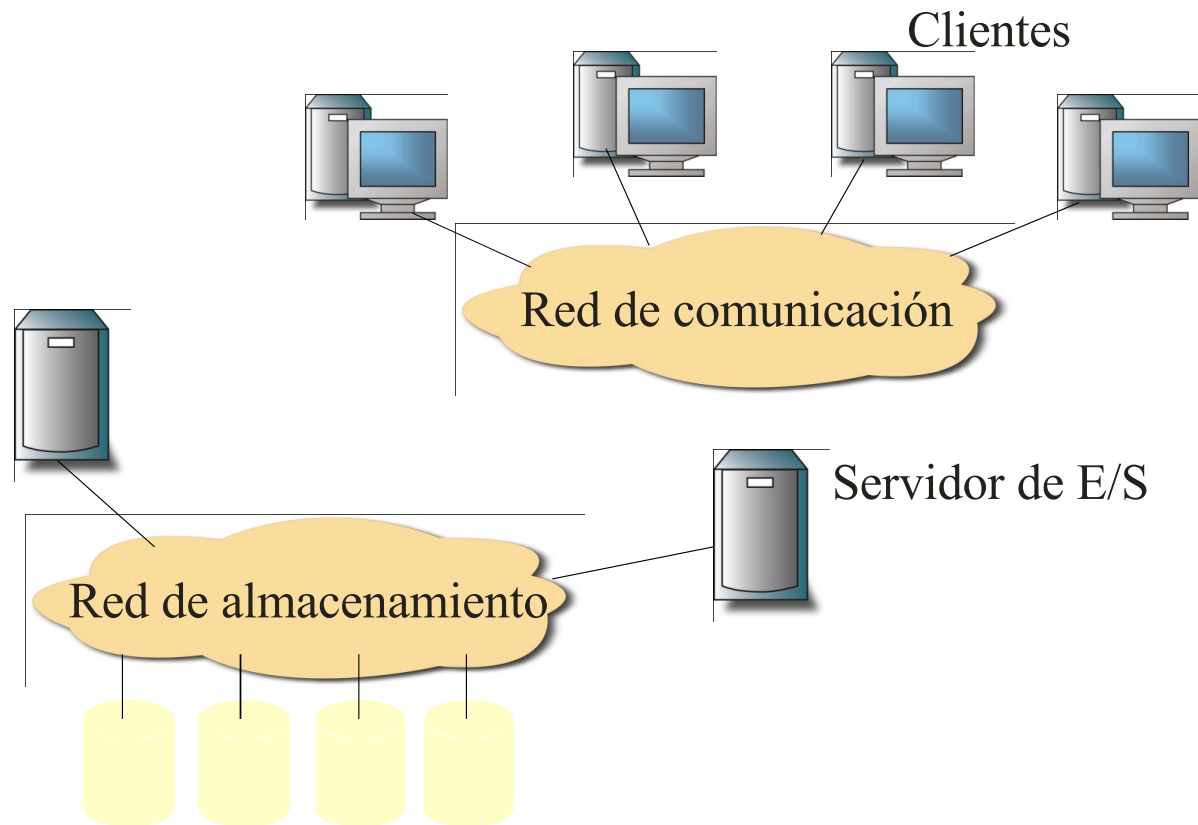 Clientes
Red de comunicación
Servidor de E/S
Red de almacenamiento